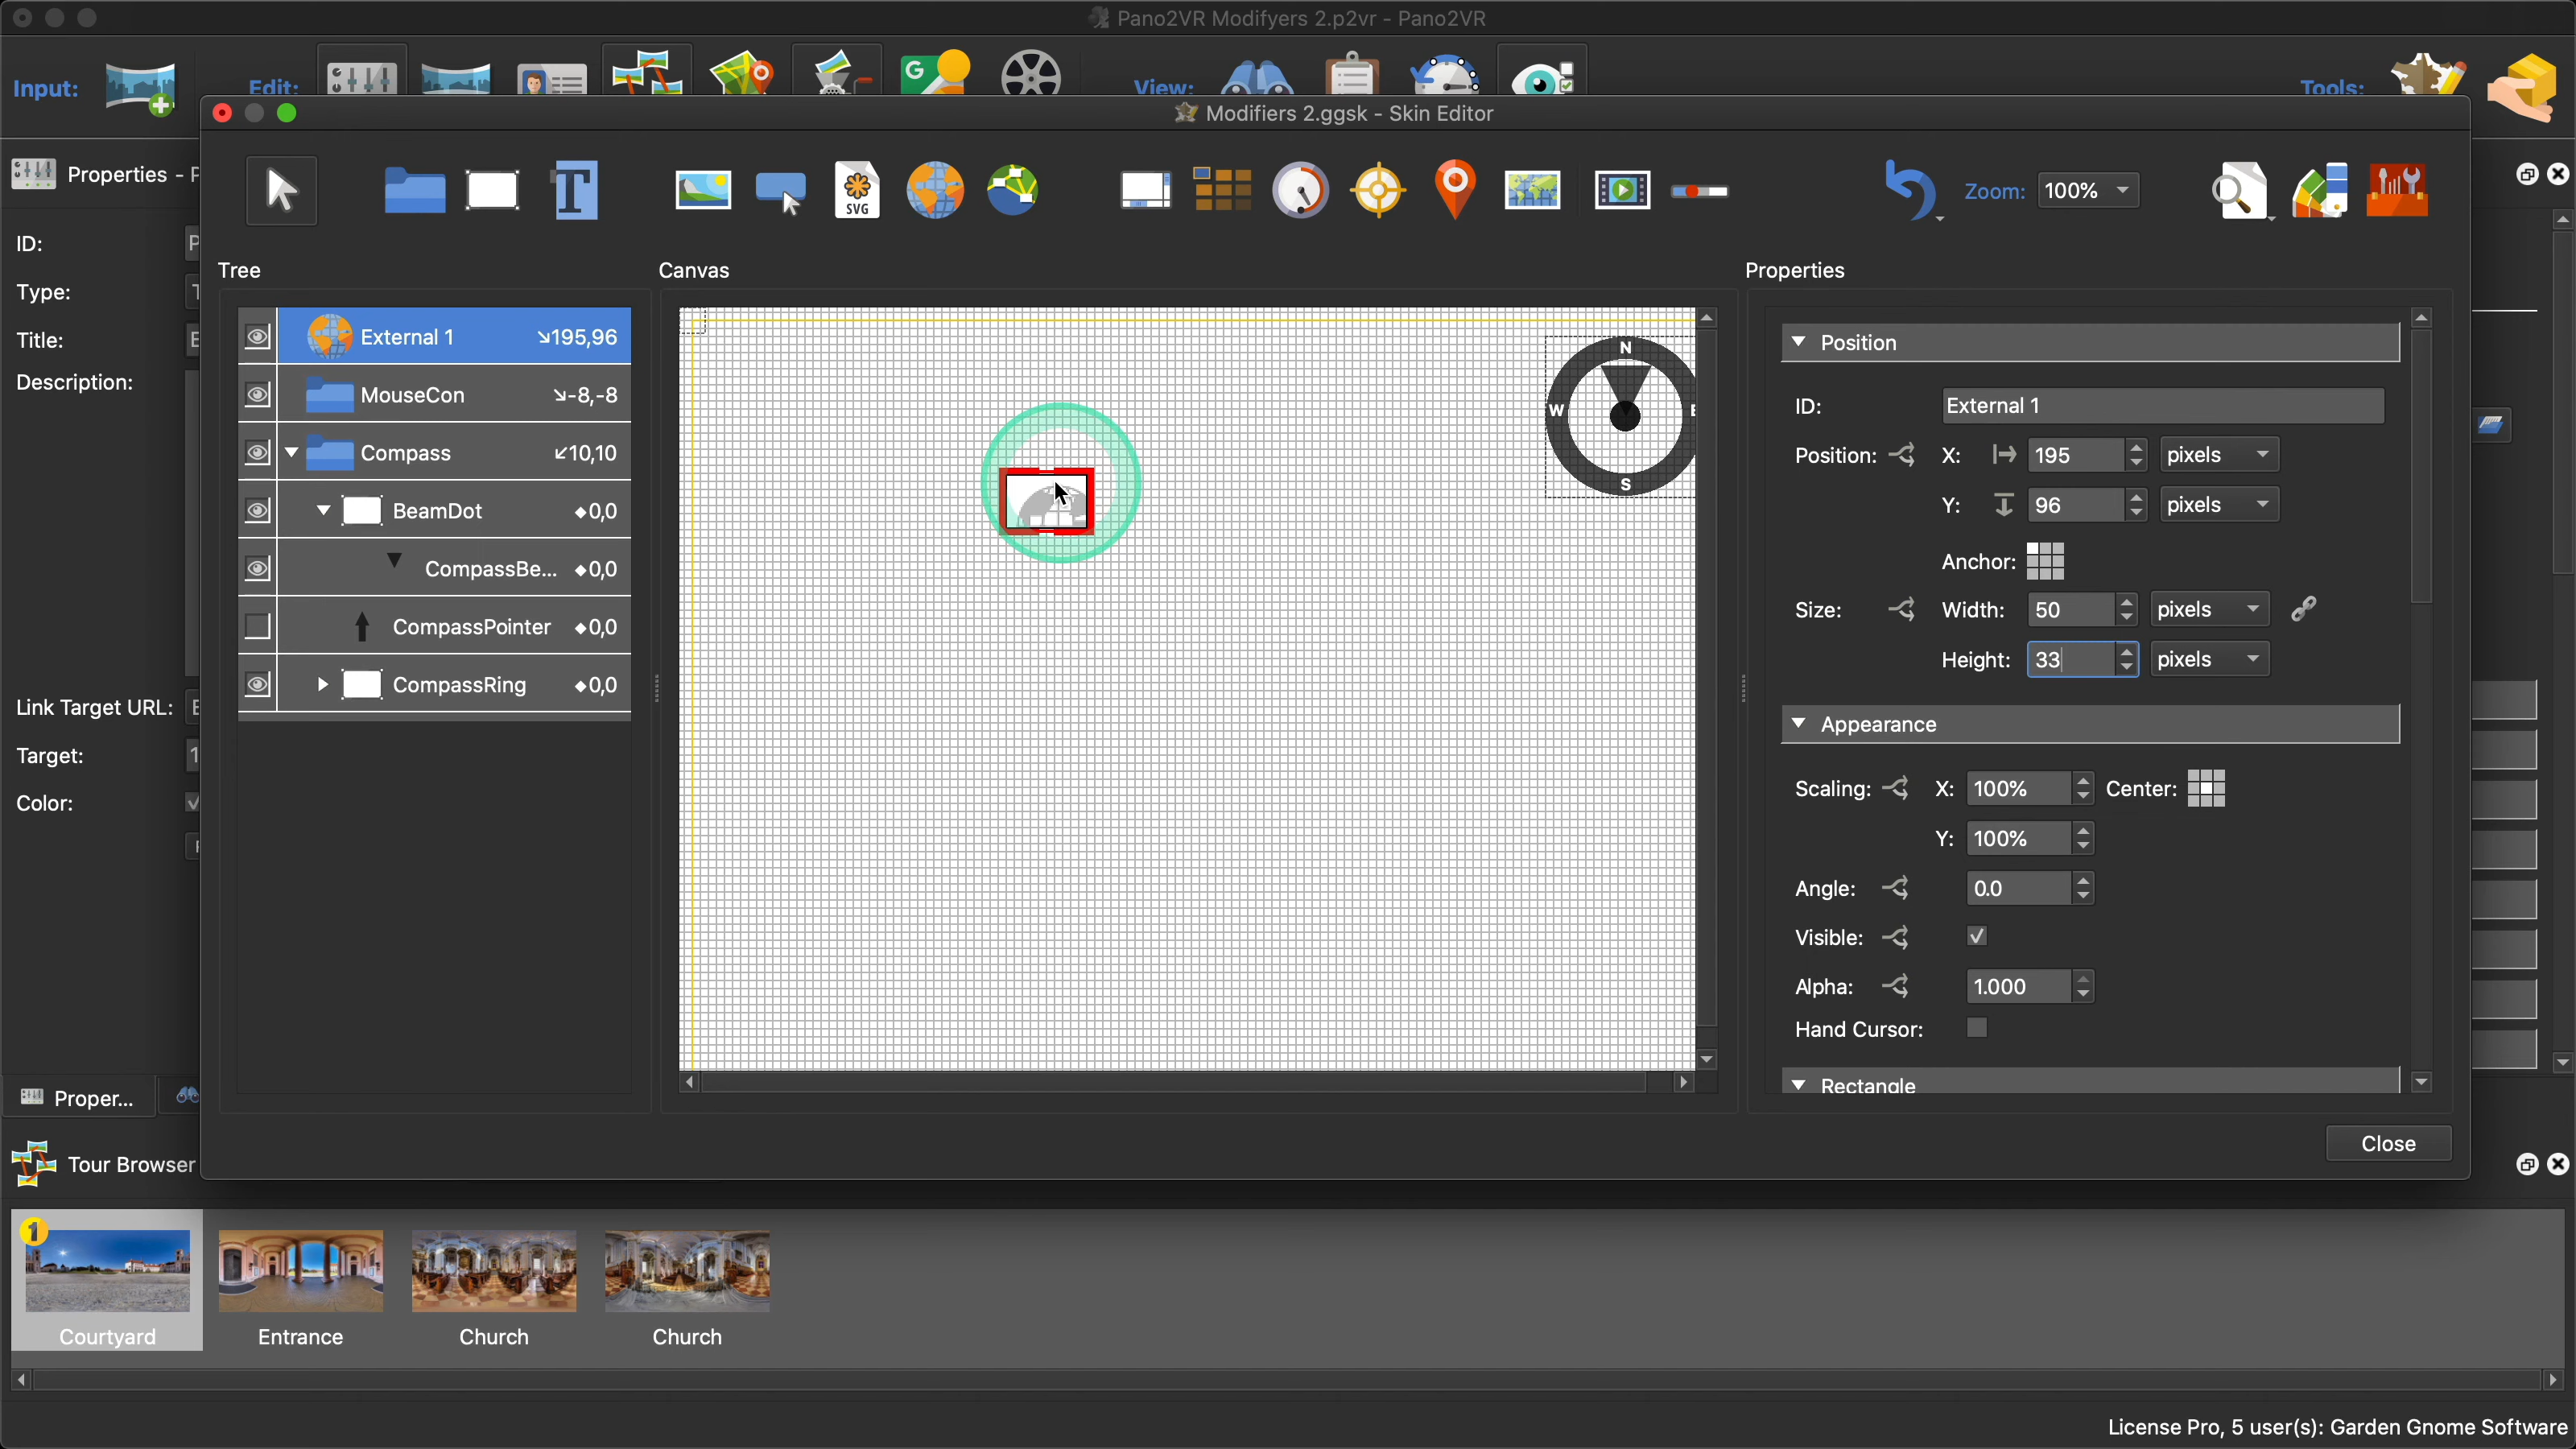 Pano2VR Modifyers 2.p2vr - Pano2VR
Input:
Edit:
View:
Tools:
Modifiers 2.ggsk - Skin Editor
Properties - P
SVG
Zoom: 100%
Tree
Canvas
Properties
ID:
Type:
Title:
Description:
Link Target URL:
Target:
Color:
External 1 195,96
MouseCon -8,-8
Compass 10,10
BeamDot 0,0
CompassBe... 0,0
CompassPointer 0,0
CompassRing 0,0
N
W
S
Position
ID: External 1
Position: X: 195 pixels
Y: 96 pixels
Anchor:
Size: Width: 50 pixels
Height: 33 pixels
Appearance
Scaling: X: 100% Center:
Y: 100%
Angle: 0.0
Visible:
Alpha: 1.000
Hand Cursor:
Rectangle
Close
Proper...
Tour Browser
1
Courtyard
Entrance
Church
Church
License Pro, 5 user(s): Garden Gnome Software